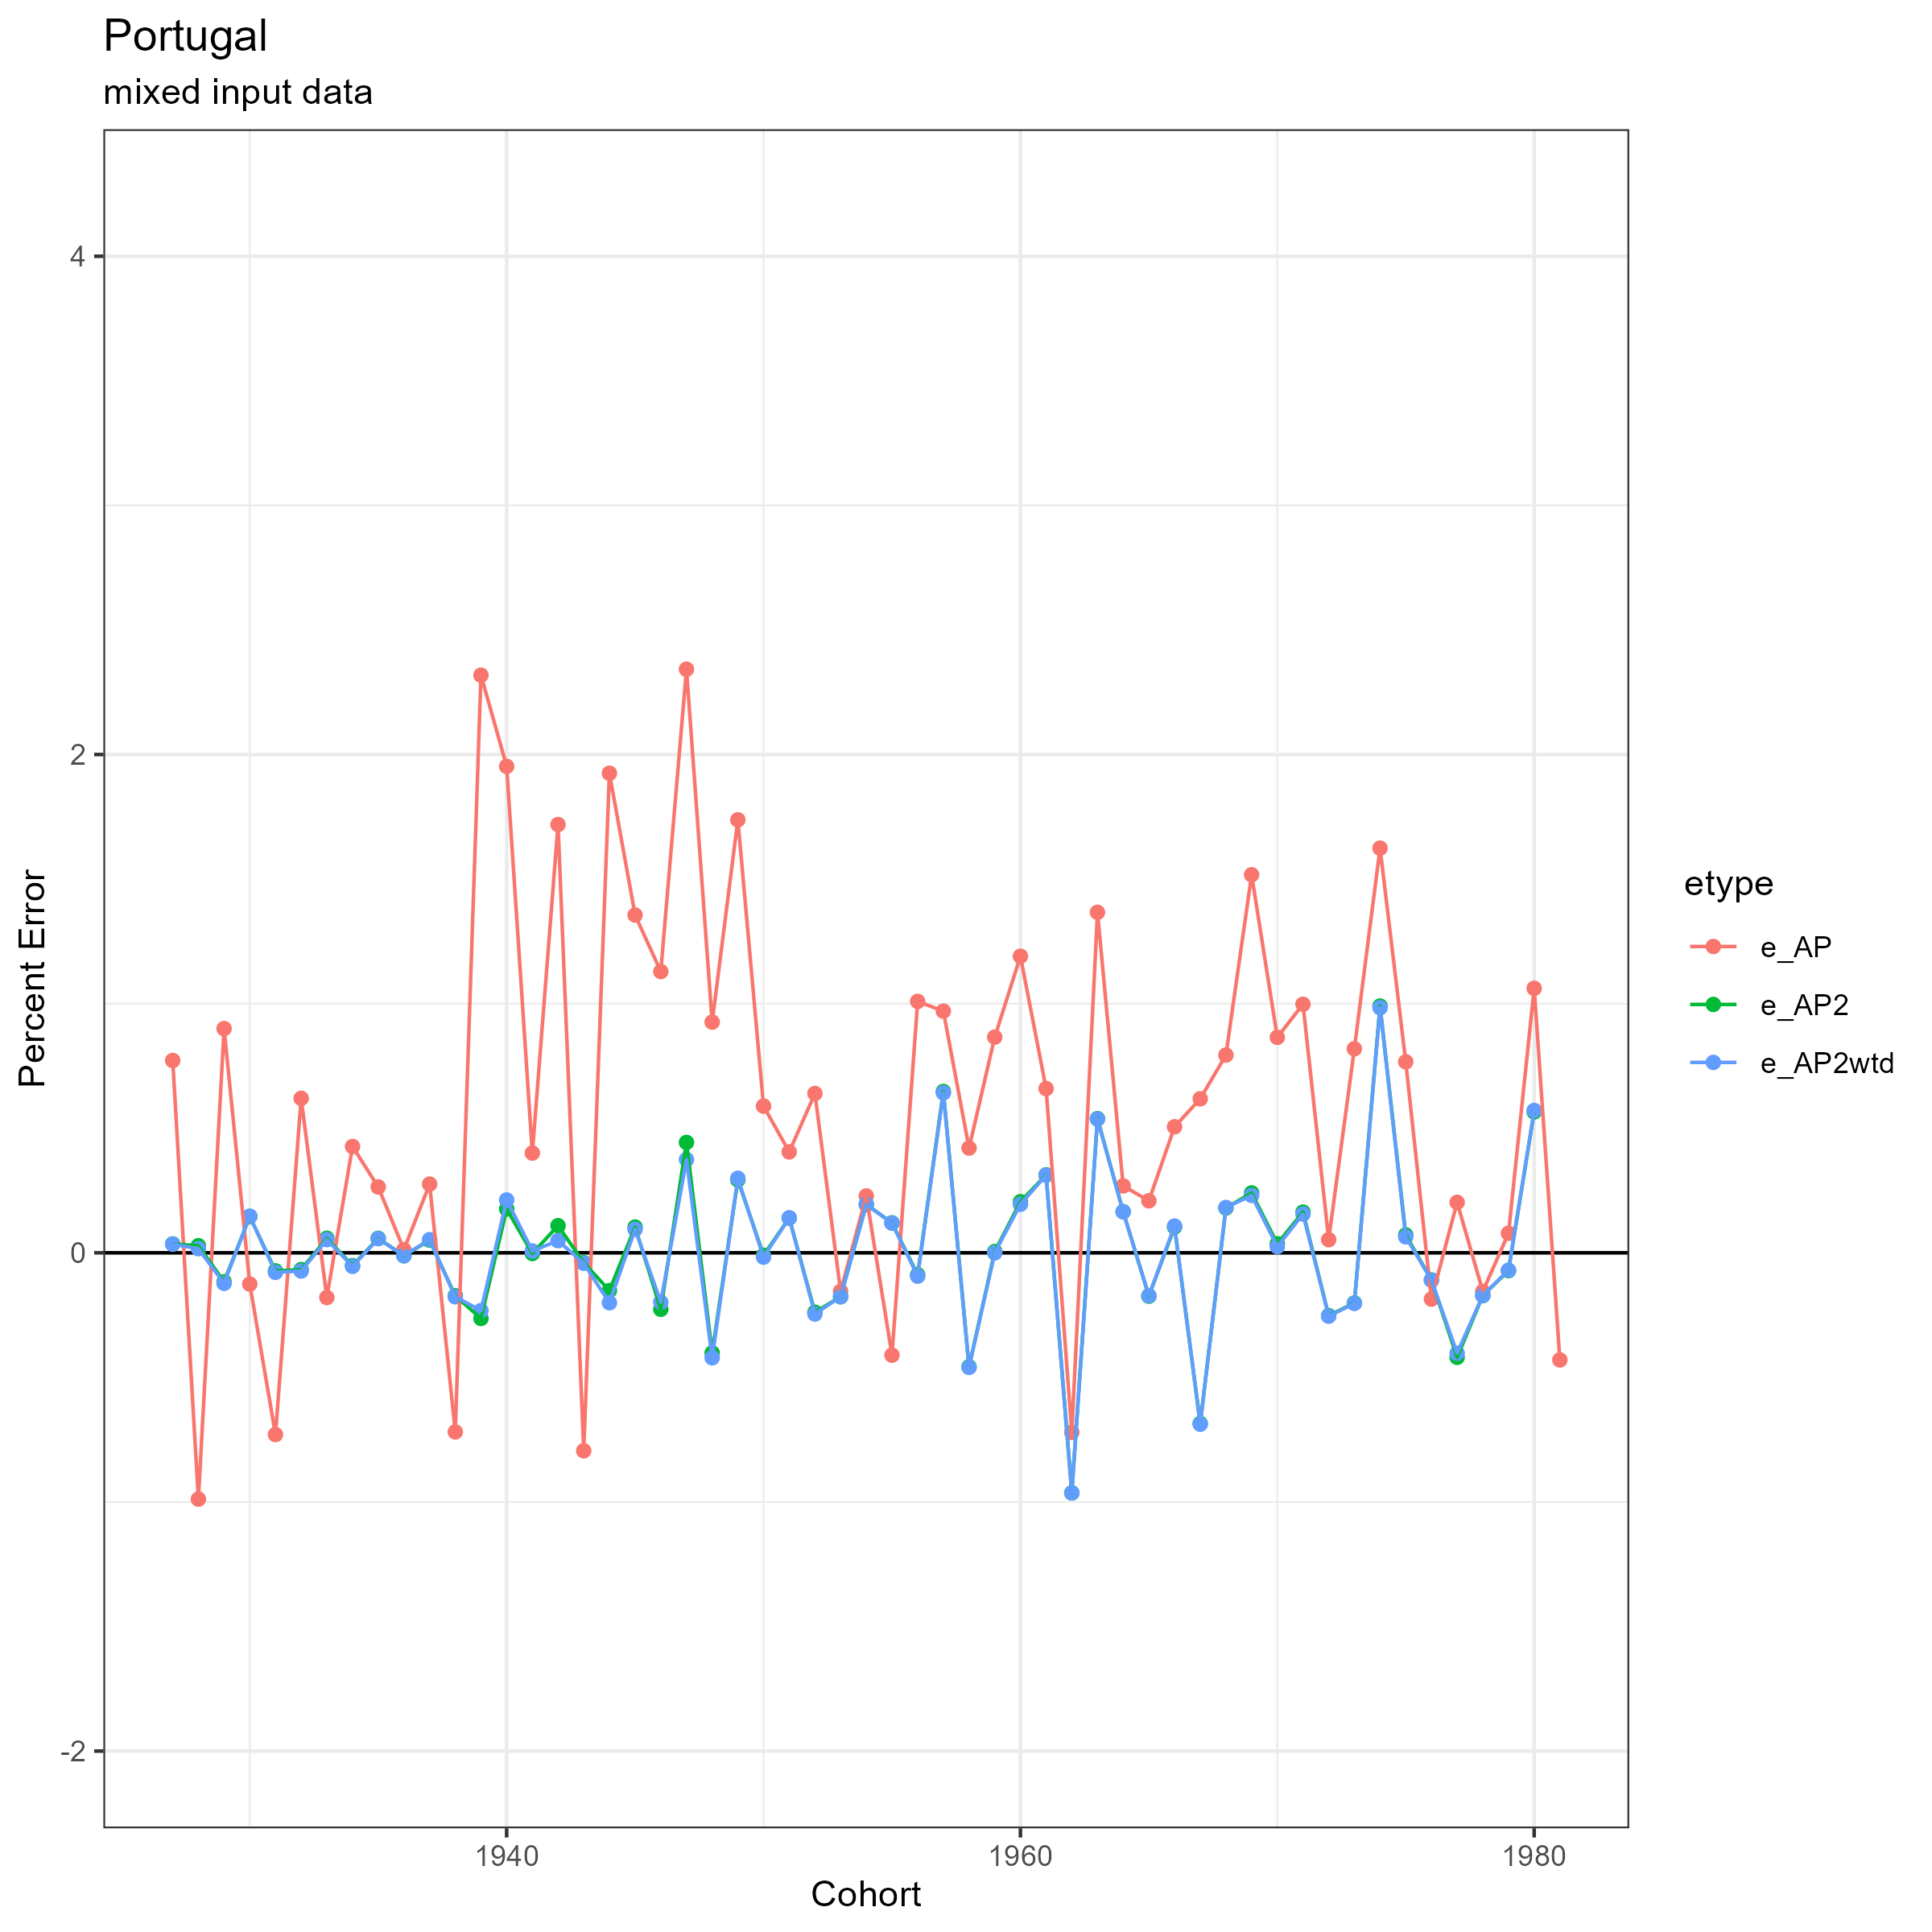 Portugal
mixed input data
4
2
0
-2
Percent Error
1940 1960 1980
Cohort
etype
e_AP
e_AP2
e_AP2wtd